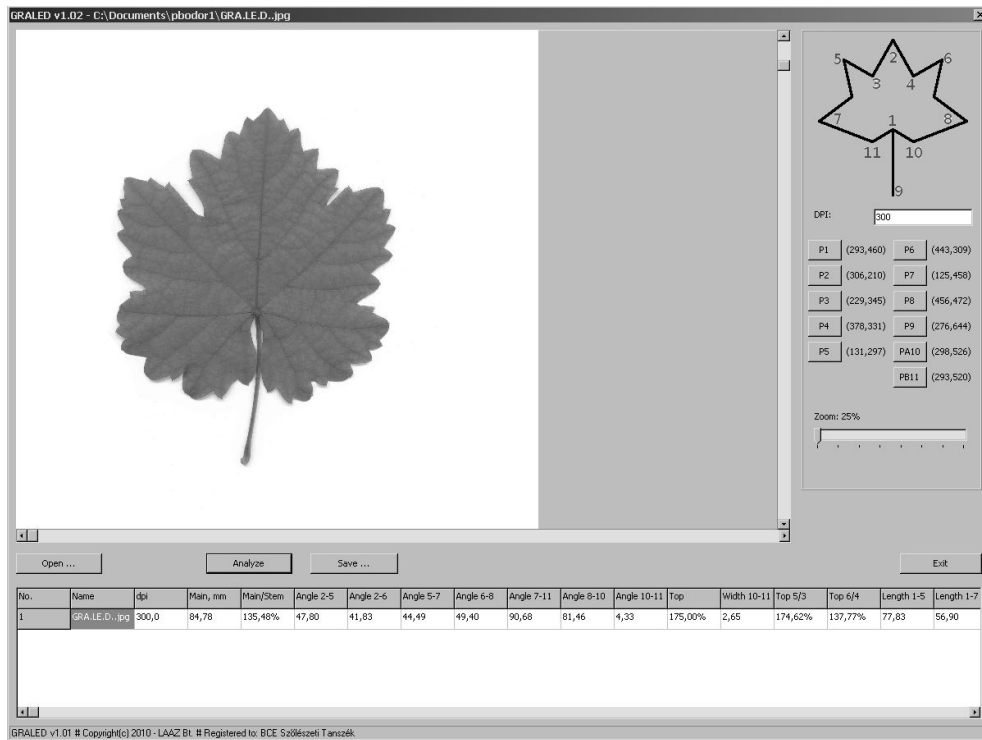 GRALED v1.02 - C:\Documents\pbodor1\GRA.LE.D..jpg
2
5 6
3 4
7 1 8
11 10
9
DPI: 300
P1 (293,460) P6 (443,309)
P2 (306,210) P7 (125,458)
P3 (229,345) P8 (456,472)
P4 (378,331) P9 (276,644)
P5 (131,297) PA10 (298,526)
PB11 (293,520)
Zoom: 25%
Open ... Analyze Save ... Exit
No. Name dpi Main, mm Main/Stem Angle 2-5 Angle 2-6 Angle 5-7 Angle 6-8 Angle 7-11 Angle 8-10 Angle 10-11 Top Width 10-11 Top 5/3 Top 6/4 Length 1-5 Length 1-7
1 GRA.LE.D..jpg 300,0 84,78 135,48% 47,80 41,83 44,49 49,40 90,68 81,46 4,33 175,00% 2,65 174,62% 137,77% 77,83 56,90
GRALED v1.01 # Copyright(c) 2010 - LAAZ Bt. # Registered to: BCE Szőlészeti Tanszék